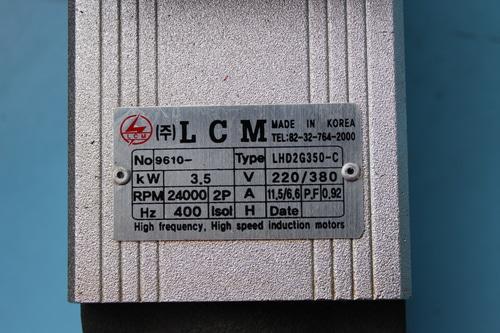 LCM (주) L C M MADE IN KOREA
TEL:82-32-764-2000
No 9610- Type LHD2G350-C
kW 3,5 V 220/380
RPM 24000 2P A 11,5/6,6 P,F 0,92
Hz 400 Isol H Date
High frequency, High speed induction motors